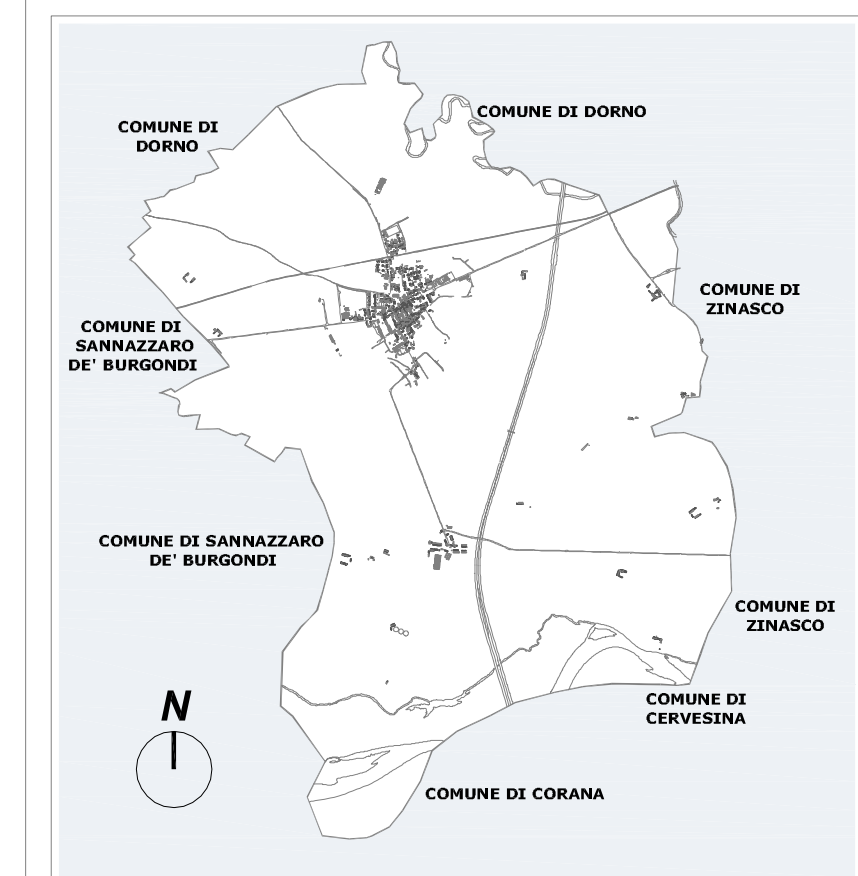 COMUNE DI DORNO
COMUNE DI
DORNO
COMUNE DI
ZINASCO
COMUNE DI
SANNAZZARO
DE' BURGONDI
COMUNE DI SANNAZZARO
DE' BURGONDI
COMUNE DI
ZINASCO
COMUNE DI
CERVESINA
N
COMUNE DI CORANA